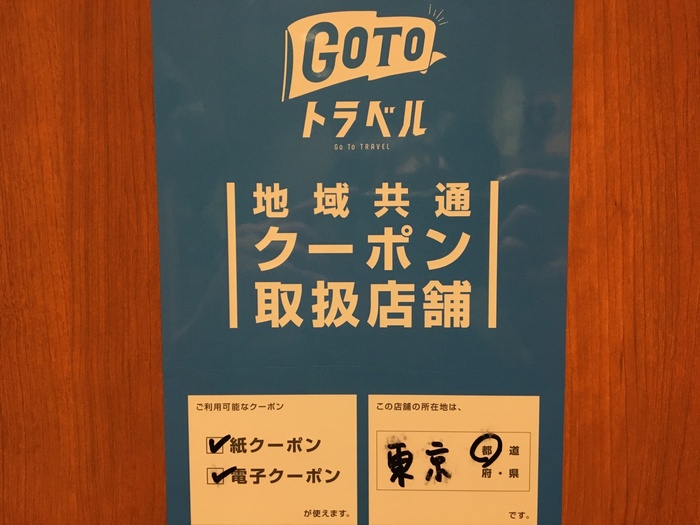 GOTO
トラベル
Go To TRAVEL
地域共通
クーポン
取扱店舗
ご利用可能なクーポン
✔紙クーポン
✔電子クーポン
が使えます。
この店舗の所在地は、
東京 都 道
府・県
です。